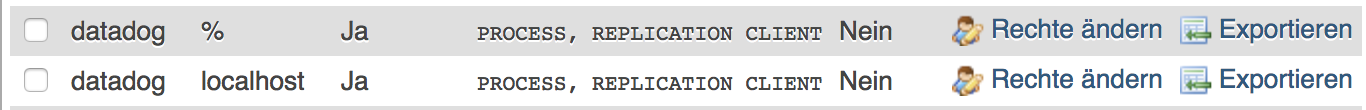 datadog % Ja PROCESS, REPLICATION CLIENT Nein Rechte ändern Exportieren
datadog localhost Ja PROCESS, REPLICATION CLIENT Nein Rechte ändern Exportieren